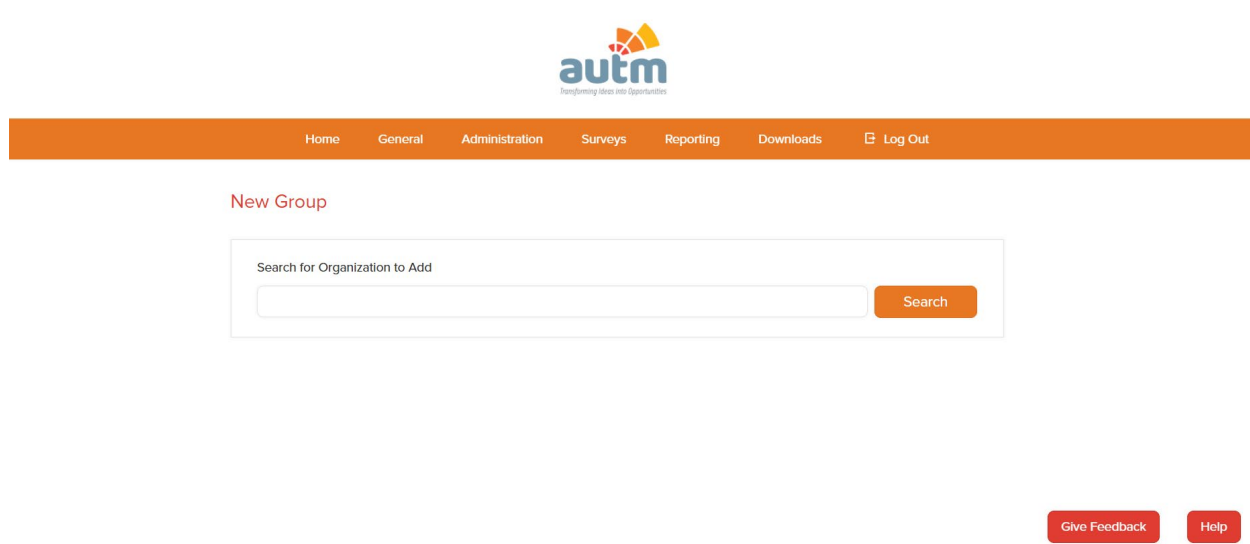 autm
Transforming Ideas into Opportunities
Home General Administration Surveys Reporting Downloads Log Out
New Group
Search for Organization to Add
Search
Give Feedback Help